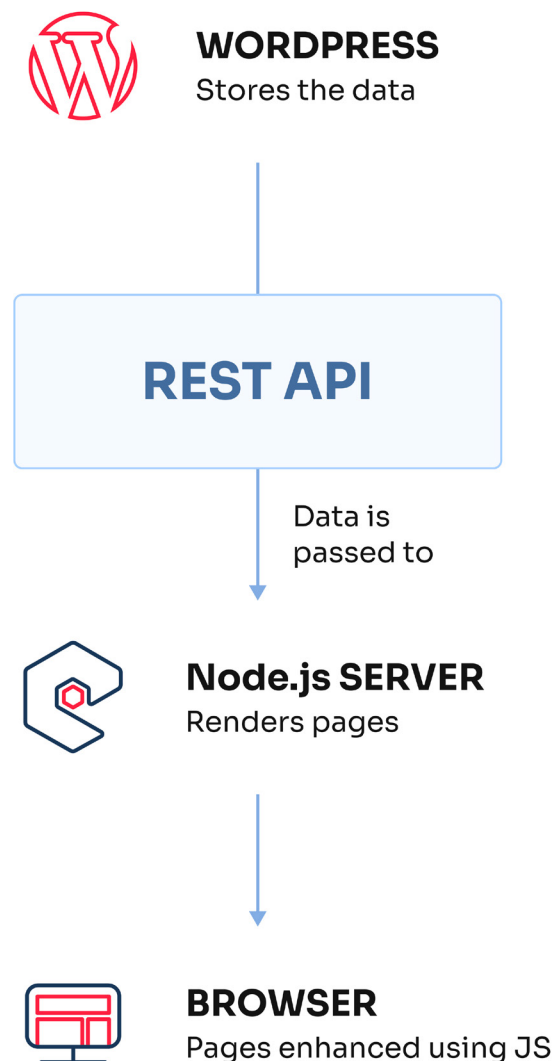 WORDPRESS
Stores the data
REST API
Data is
passed to
Node.js SERVER
Renders pages
BROWSER
Pages enhanced using JS